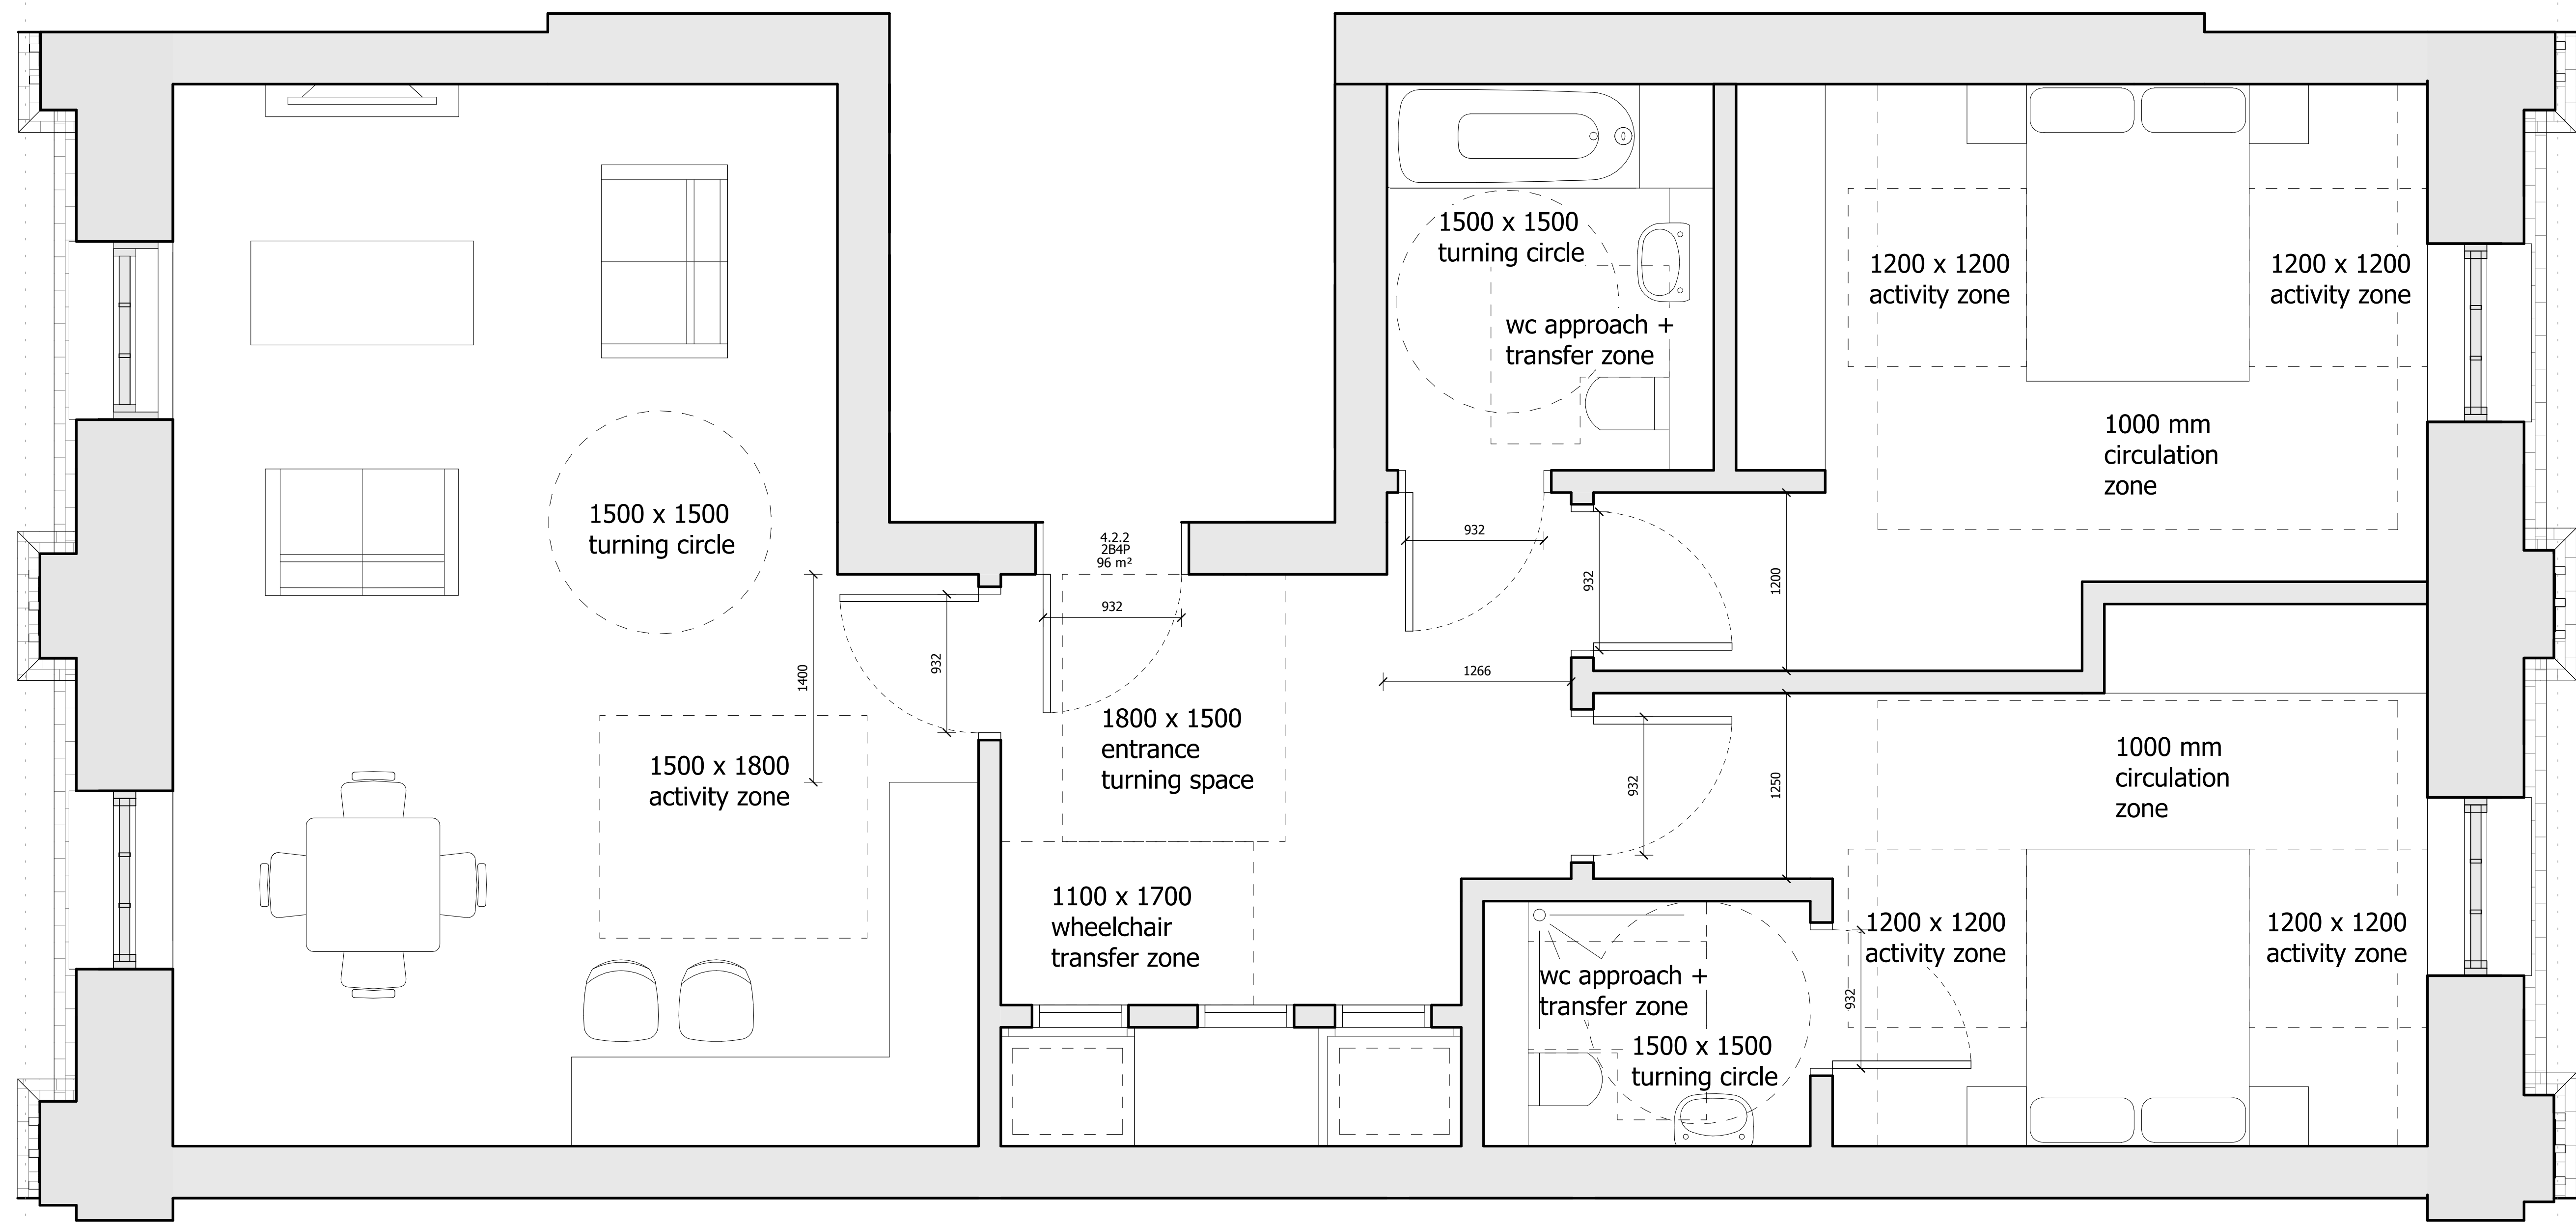 1500 x 1500
turning circle
wc approach +
transfer zone
1200 x 1200
activity zone
1200 x 1200
activity zone
1000 mm
circulation
zone
1500 x 1500
turning circle
4.2.2
2B4P
96 m²
932
932
932
1200
1400
932
1266
1800 x 1500
entrance
turning space
1500 x 1800
activity zone
932
1250
1000 mm
circulation
zone
1100 x 1700
wheelchair
transfer zone
wc approach +
transfer zone
1500 x 1500
turning circle
932
1200 x 1200
activity zone
1200 x 1200
activity zone